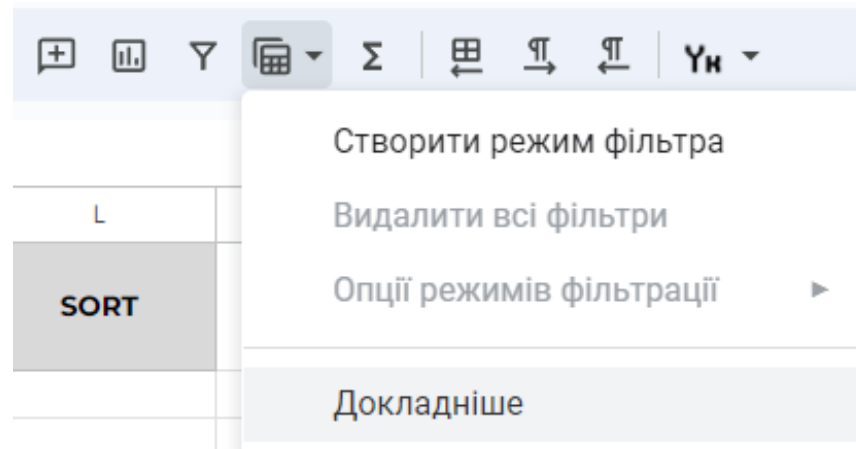 Σ Yн
Створити режим фільтра
L
Видалити всі фільтри
SORT
Опції режимів фільтрації
Докладніше